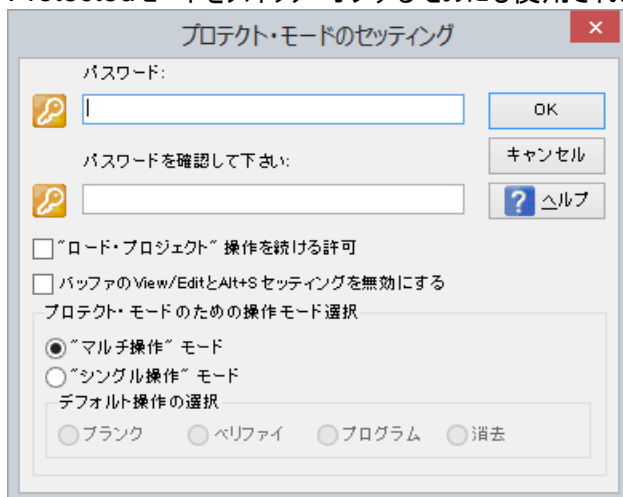 プロテクト・モードのセッティング
パスワード:
OK
パスワードを確認して下さい:
キャンセル
? ヘルプ
"ロード・プロジェクト" 操作を続ける許可
バッファのView/EditとAlt+Sセッティングを無効にする
プロテクト・モードのための操作モード選択
"マルチ操作" モード
"シングル操作" モード
デフォルト操作の選択
ブランク ベリファイ プログラム 消去